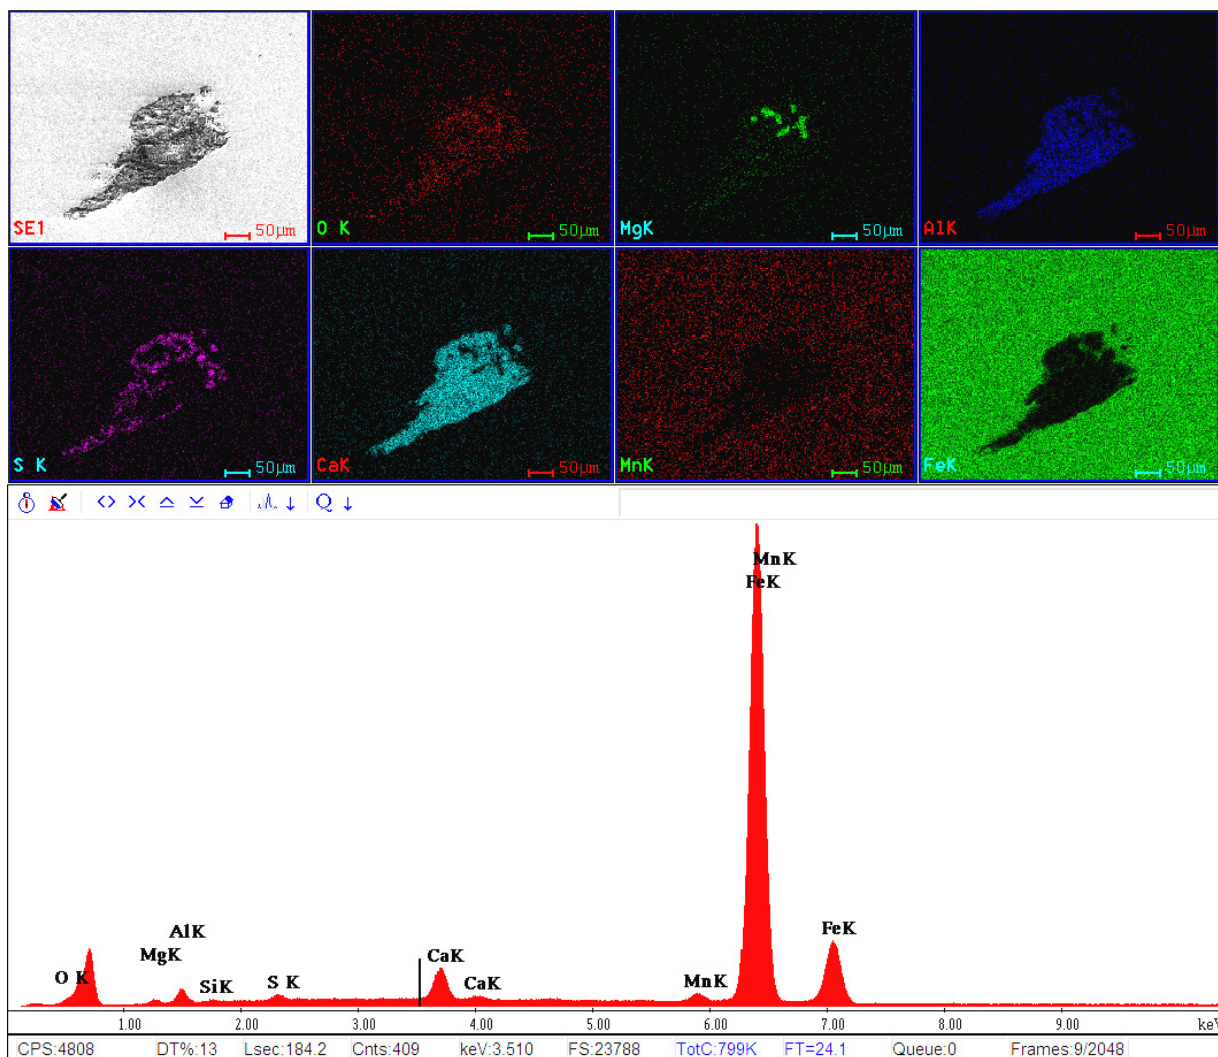 SE1 50µm O K 50µm MgK 50µm AlK 50µm
S K 50µm CaK 50µm MnK 50µm FeK 50µm
Q
MnK
FeK
FeK
AlK
MgK
O K
SiK
S K
CaK
CaK
MnK
1.00 2.00 3.00 4.00 5.00 6.00 7.00 8.00 9.00 keV
CPS:4808 DT%:13 Lsec:184.2 Cnts:409 keV:3.510 FS:23788 TotC:799K FT=24.1 Queue:0 Frames:9/2048